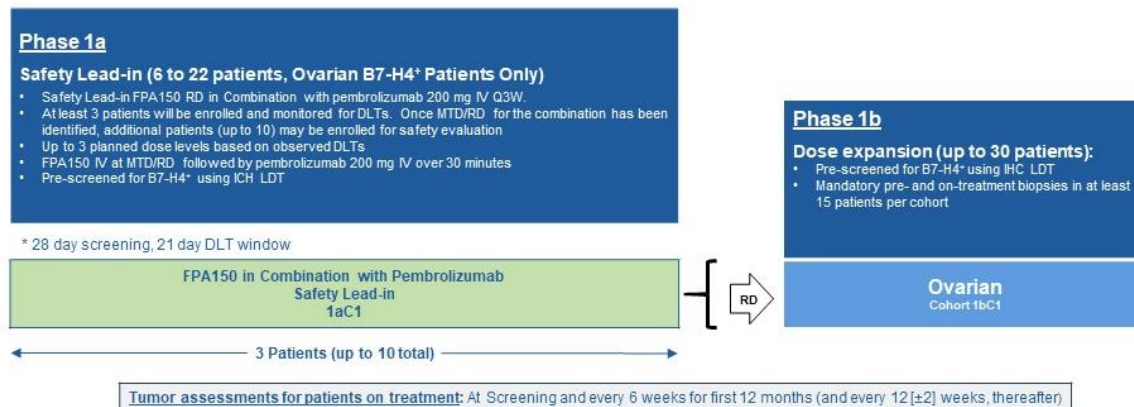 Phase 1a
Safety Lead-in (6 to 22 patients, Ovarian B7-H4+ Patients Only)
• Safety Lead-in FPA150 RD in Combination with pembrolizumab 200 mg IV Q3W.
• At least 3 patients will be enrolled and monitored for DLTs. Once MTD/RD for the combination has been
identified, additional patients (up to 10) may be enrolled for safety evaluation
• Up to 3 planned dose levels based on observed DLTs
• FPA150 IV at MTD/RD followed by pembrolizumab 200 mg IV over 30 minutes
• Pre-screened for B7-H4+ using ICH LDT
* 28 day screening, 21 day DLT window
FPA150 in Combination with Pembrolizumab
Safety Lead-in
1aC1
3 Patients (up to 10 total)
RD
Phase 1b
Dose expansion (up to 30 patients):
• Pre-screened for B7-H4+ using IHC LDT
• Mandatory pre- and on-treatment biopsies in at least
15 patients per cohort
Ovarian
Cohort 1bC1
Tumor assessments for patients on treatment: At Screening and every 6 weeks for first 12 months (and every 12 [±2] weeks, thereafter)